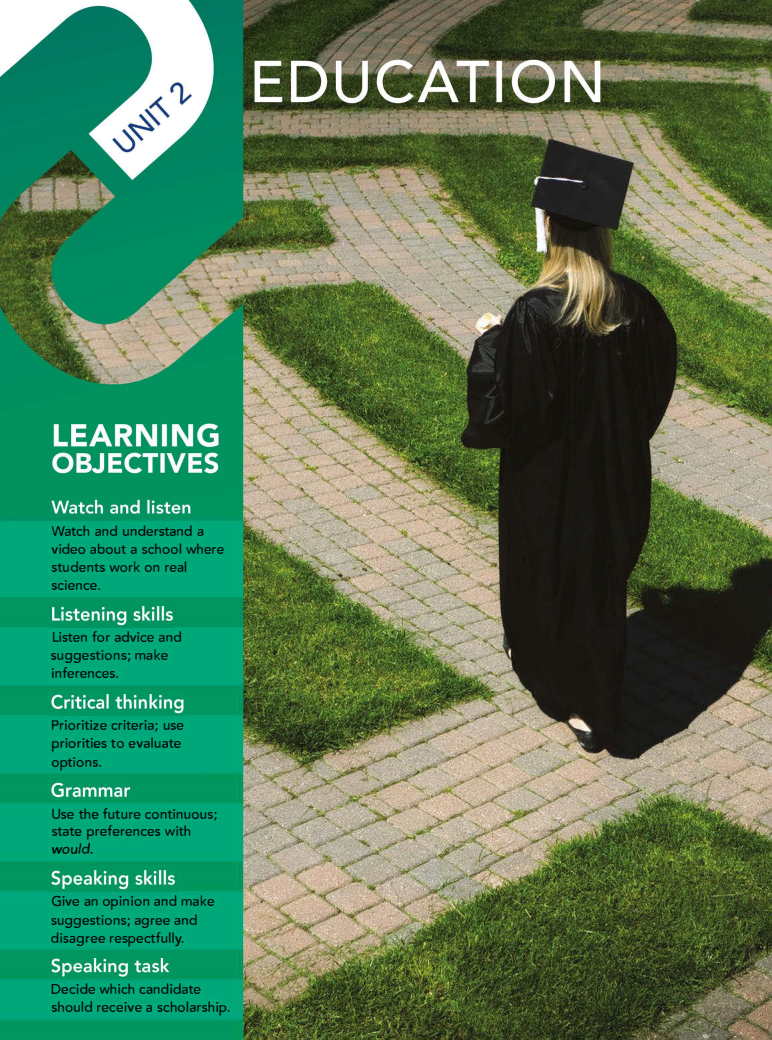 UNIT 2
EDUCATION
LEARNING
OBJECTIVES
Watch and listen
Watch and understand a
video about a school where
students work on real
science.
Listening skills
Listen for advice and
suggestions; make
inferences.
Critical thinking
Prioritize criteria; use
priorities to evaluate
options.
Grammar
Use the future continuous;
state preferences with
would.
Speaking skills
Give an opinion and make
suggestions; agree and
disagree respectfully.
Speaking task
Decide which candidate
should receive a scholarship.